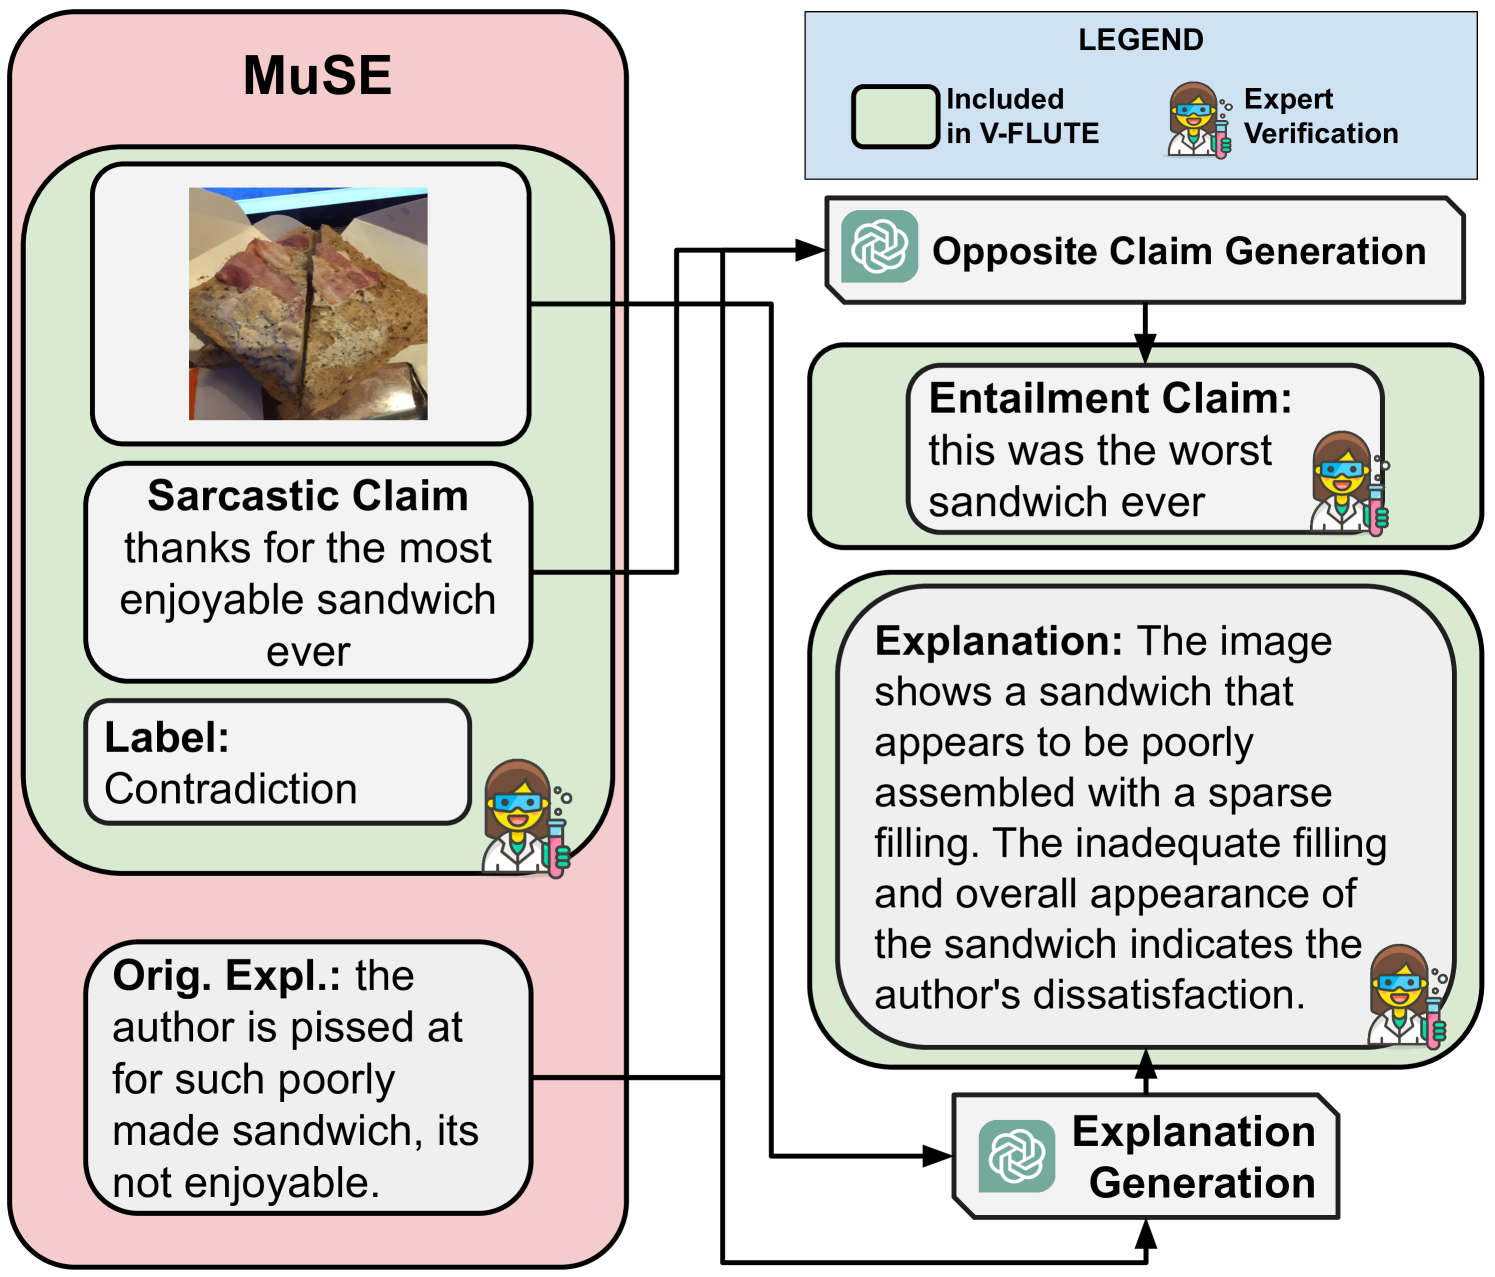 MuSE
Sarcastic Claim
thanks for the most
enjoyable sandwich
ever
Label:
Contradiction
Orig. Expl.: the
author is pissed at
for such poorly
made sandwich, its
not enjoyable.
LEGEND
Included
in V-FLUTE
Expert
Verification
Opposite Claim Generation
Entailment Claim:
this was the worst
sandwich ever
Explanation: The image
shows a sandwich that
appears to be poorly
assembled with a sparse
filling. The inadequate filling
and overall appearance of
the sandwich indicates the
author's dissatisfaction.
Explanation
Generation